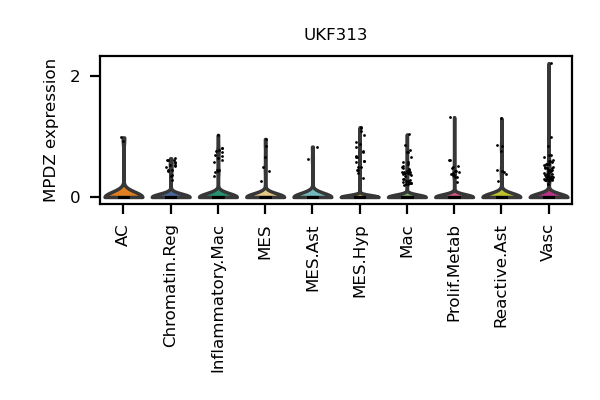 UKF313
MPDZ expression
2
0
AC
Chromatin.Reg
Inflammatory.Mac
MES
MES.Ast
MES.Hyp
Mac
Prolif.Metab
Reactive.Ast
Vasc